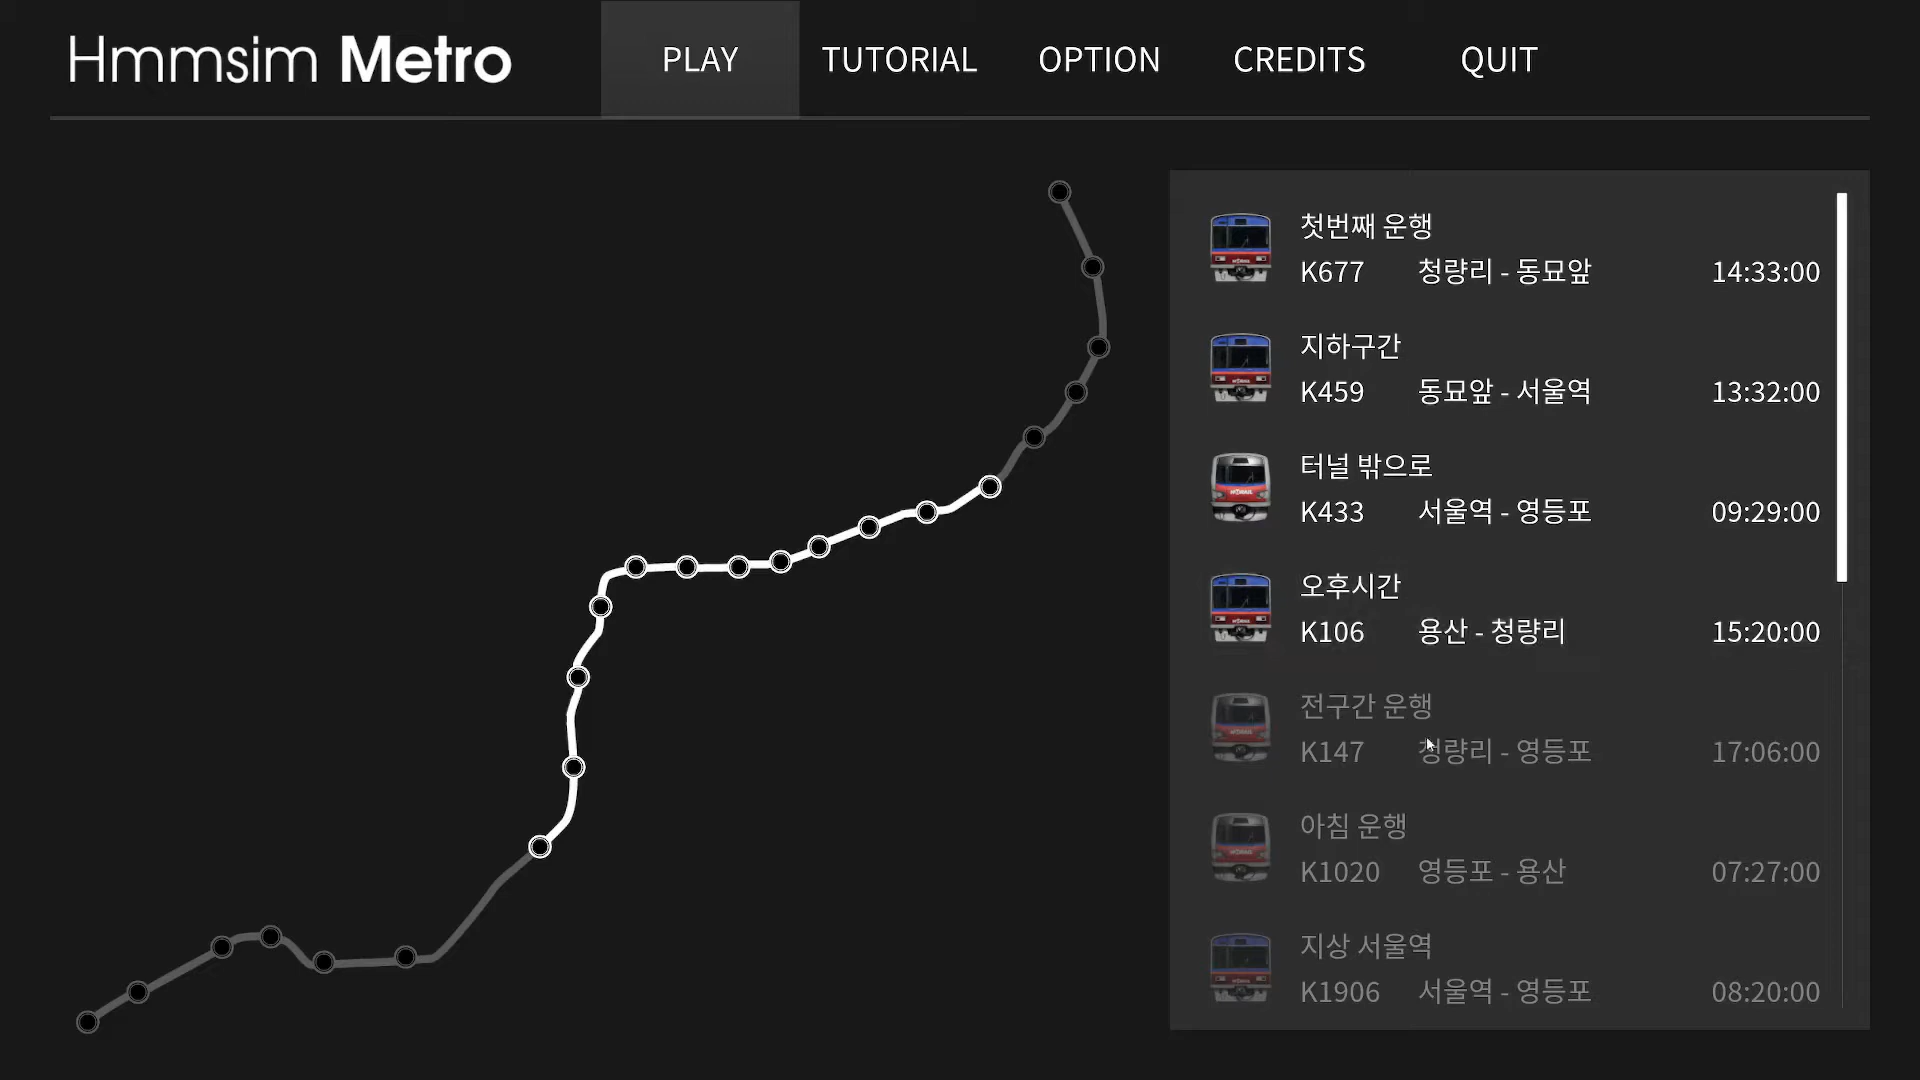 Hmmsim Metro
PLAY
TUTORIAL
OPTION
CREDITS
QUIT
첫번째 운행
K677 청량리 - 동묘앞 14:33:00
지하구간
K459 동묘앞 - 서울역 13:32:00
터널 밖으로
K433 서울역 - 영등포 09:29:00
오후시간
K106 용산 - 청량리 15:20:00
전구간 운행
K147 청량리 - 영등포 17:06:00
아침 운행
K1020 영등포 - 용산 07:27:00
지상 서울역
K1906 서울역 - 영등포 08:20:00